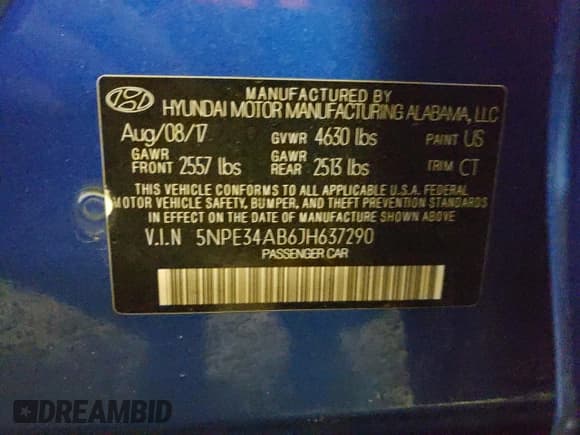 MANUFACTURED BY
HYUNDAI MOTOR MANUFACTURING ALABAMA, LLC
Aug/08/17 GVWR 4630 lbs PAINT US
GAWR FRONT 2557 lbs GAWR REAR 2513 lbs TRIM CT
THIS VEHICLE CONFORMS TO ALL APPLICABLE U.S.A. FEDERAL
MOTOR VEHICLE SAFETY, BUMPER, AND THEFT PREVENTION STANDARDS
IN EFFECT ON THE DATE OF MANUFACTURE SHOWN ABOVE
V.I.N 5NPE34AB6JH637290
PASSENGER CAR
DREAMBID